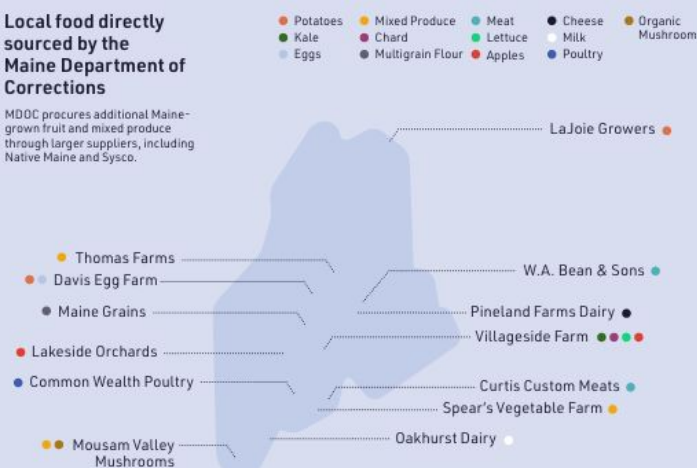 Local food directly
sourced by the
Maine Department of
Corrections
MDOC procures additional Maine-
grown fruit and mixed produce
through larger suppliers, including
Native Maine and Sysco.
Potatoes
Kale
Eggs
Mixed Produce
Chard
Multigrain Flour
Meat
Lettuce
Apples
Cheese
Milk
Poultry
Organic
Mushroom
LaJoie Growers
Thomas Farms
Davis Egg Farm
Maine Grains
Lakeside Orchards
Common Wealth Poultry
Mousam Valley
Mushrooms
W.A. Bean & Sons
Pineland Farms Dairy
Villageside Farm
Curtis Custom Meats
Spear's Vegetable Farm
Oakhurst Dairy